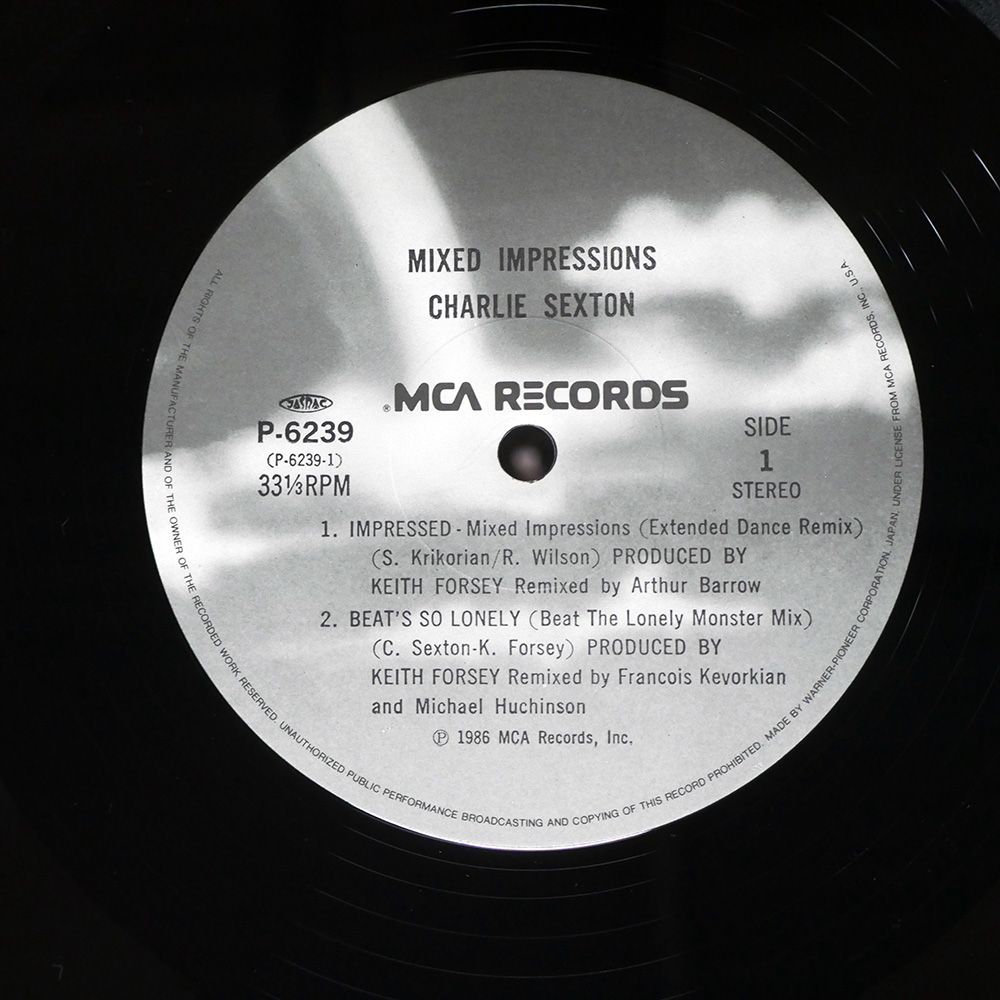 MIXED IMPRESSIONS
CHARLIE SEXTON
® MCA RECORDS
JASRAC
P-6239
(P-6239-1)
33⅓RPM
SIDE
1
STEREO
1. IMPRESSED - Mixed Impressions (Extended Dance Remix)
(S. Krikorian/R. Wilson) PRODUCED BY
KEITH FORSEY Remixed by Arthur Barrow
2. BEAT'S SO LONELY (Beat The Lonely Monster Mix)
(C. Sexton-K. Forsey) PRODUCED BY
KEITH FORSEY Remixed by Francois Kevorkian
and Michael Huchinson
Ⓟ 1986 MCA Records, Inc.
ALL RIGHTS OF THE MANUFACTURER AND OF THE OWNER OF THE RECORDED WORK RESERVED. UNAUTHORIZED PUBLIC PERFORMANCE BROADCASTING AND COPYING OF THIS RECORD PROHIBITED. MADE BY WARNER-PIONEER CORPORATION, JAPAN. UNDER LICENSE FROM MCA RECORDS, INC., U.S.A